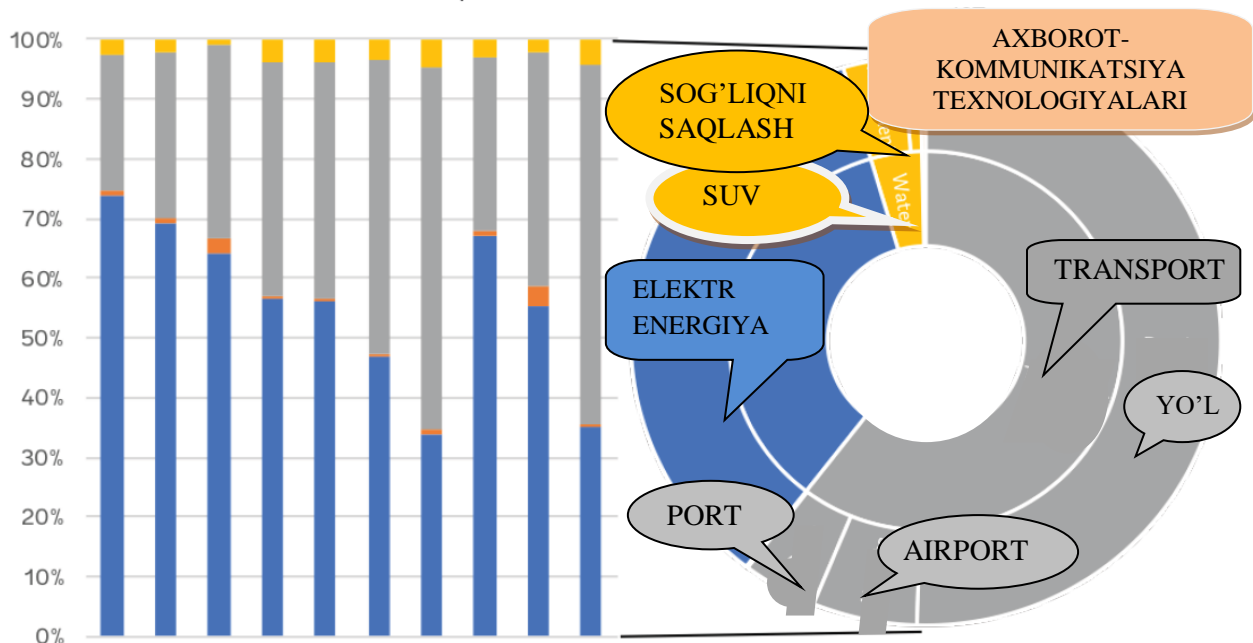 100%
90%
80%
70%
60%
50%
40%
30%
20%
10%
0%
AXBOROT-
KOMMUNIKATSIYA
TEXNOLOGIYALARI
SOG’LIQNI
SAQLASH
SUV
Water
ELEKTR
ENERGIYA
TRANSPORT
YO’L
PORT
AIRPORT